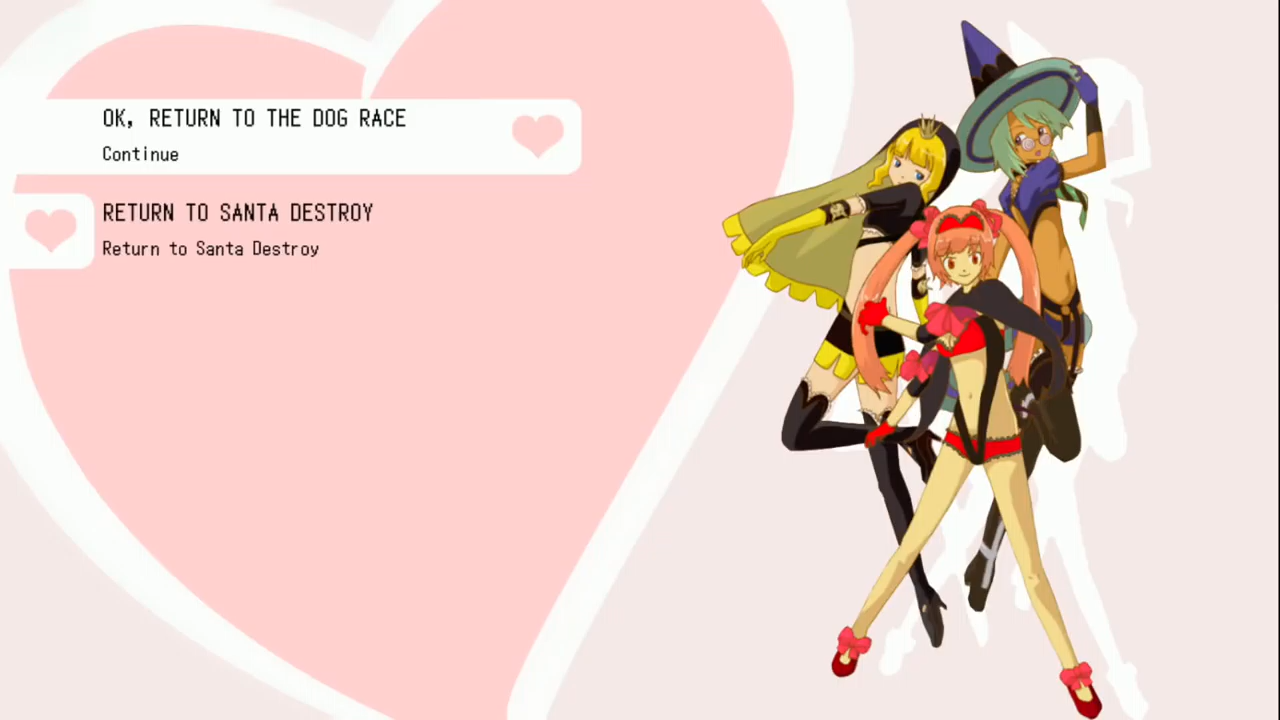 OK, RETURN TO THE DOG RACE
Continue
RETURN TO SANTA DESTROY
Return to Santa Destroy